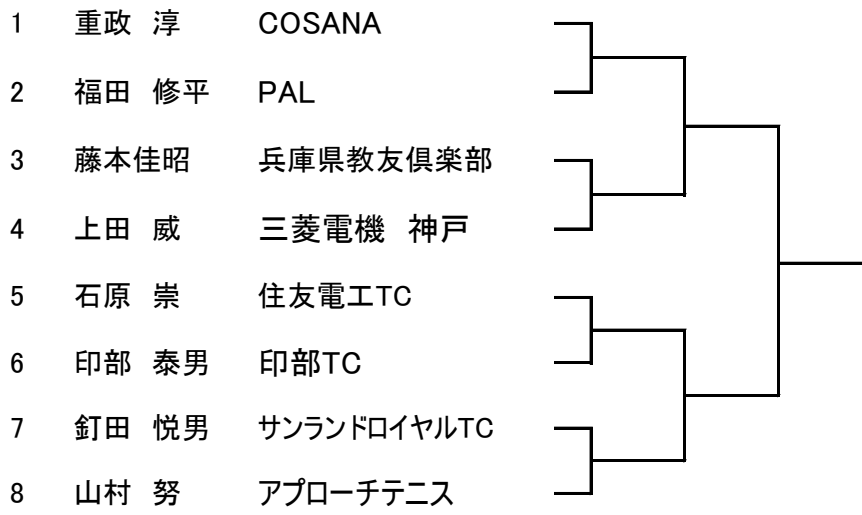 1 重政 淳 COSANA
2 福田 修平 PAL
3 藤本佳昭 兵庫県教友倶楽部
4 上田 威 三菱電機 神戸
5 石原 崇 住友電工TC
6 印部 泰男 印部TC
7 釘田 悦男 サンランドロイヤルTC
8 山村 努 アプローチテニス